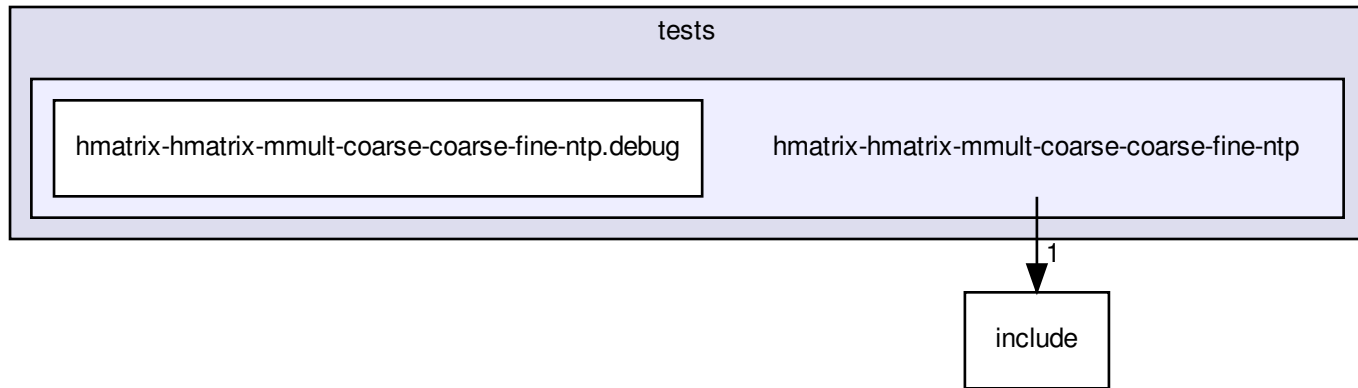 tests
hmatrix-hmatrix-mmult-coarse-coarse-fine-ntp.debug
hmatrix-hmatrix-mmult-coarse-coarse-fine-ntp
1
include